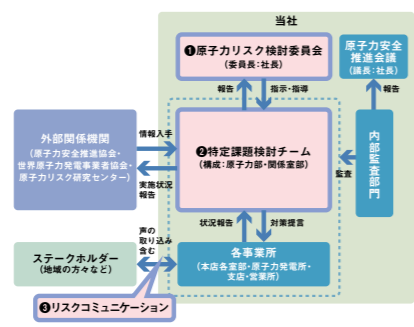 当社
❶原子力リスク検討委員会
(委員長:社長)
原子力安全
推進会議
(議長:社長)
報告
指示・指導
報告
外部関係機関
(原子力安全推進協会・
世界原子力発電事業者協会・
原子力リスク研究センター)
情報入手
実施状況
報告
❷特定課題検討チーム
(構成:原子力部・関係室部)
監査
内部監査部門
状況報告
対策提言
ステークホルダー
(地域の方々など)
声の
取り込み
含む
各事業所
(本店各室部・原子力発電所・
支店・営業所)
❸リスクコミュニケーション